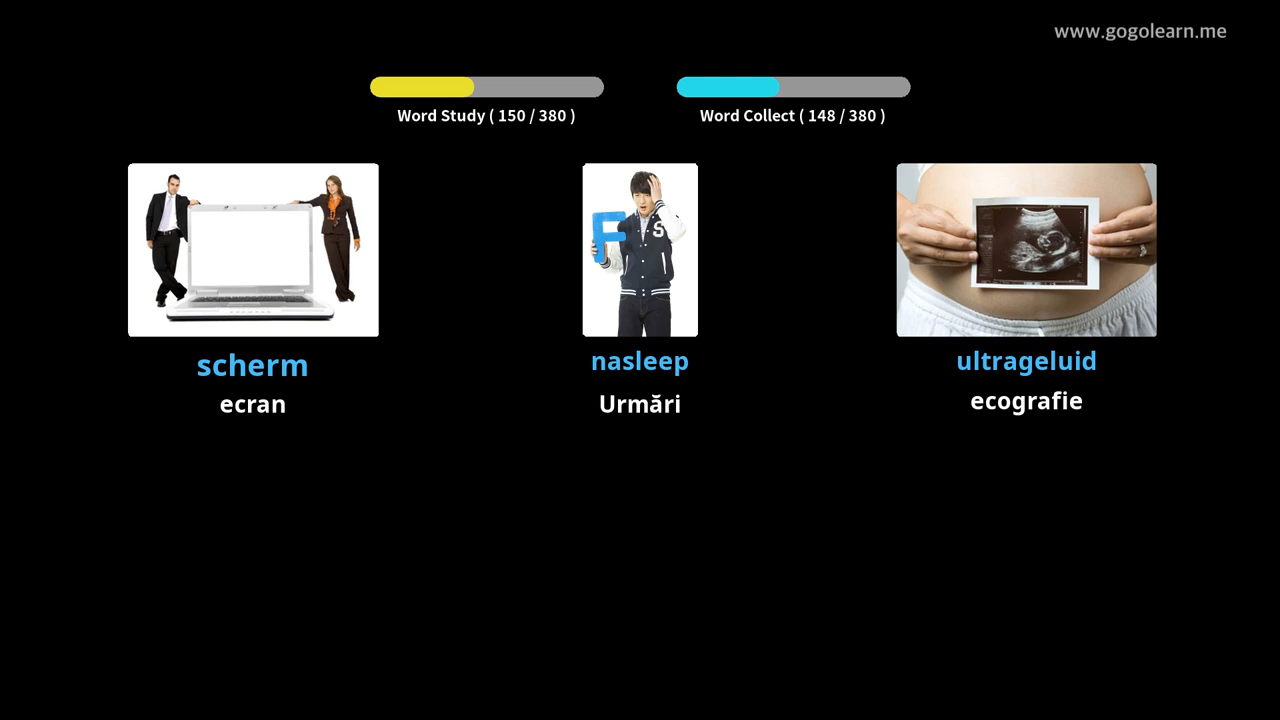 www.gogolearn.me
Word Study ( 150 / 380 )
Word Collect ( 148 / 380 )
F
S
scherm
ecran
nasleep
Urmări
ultrageluid
ecografie